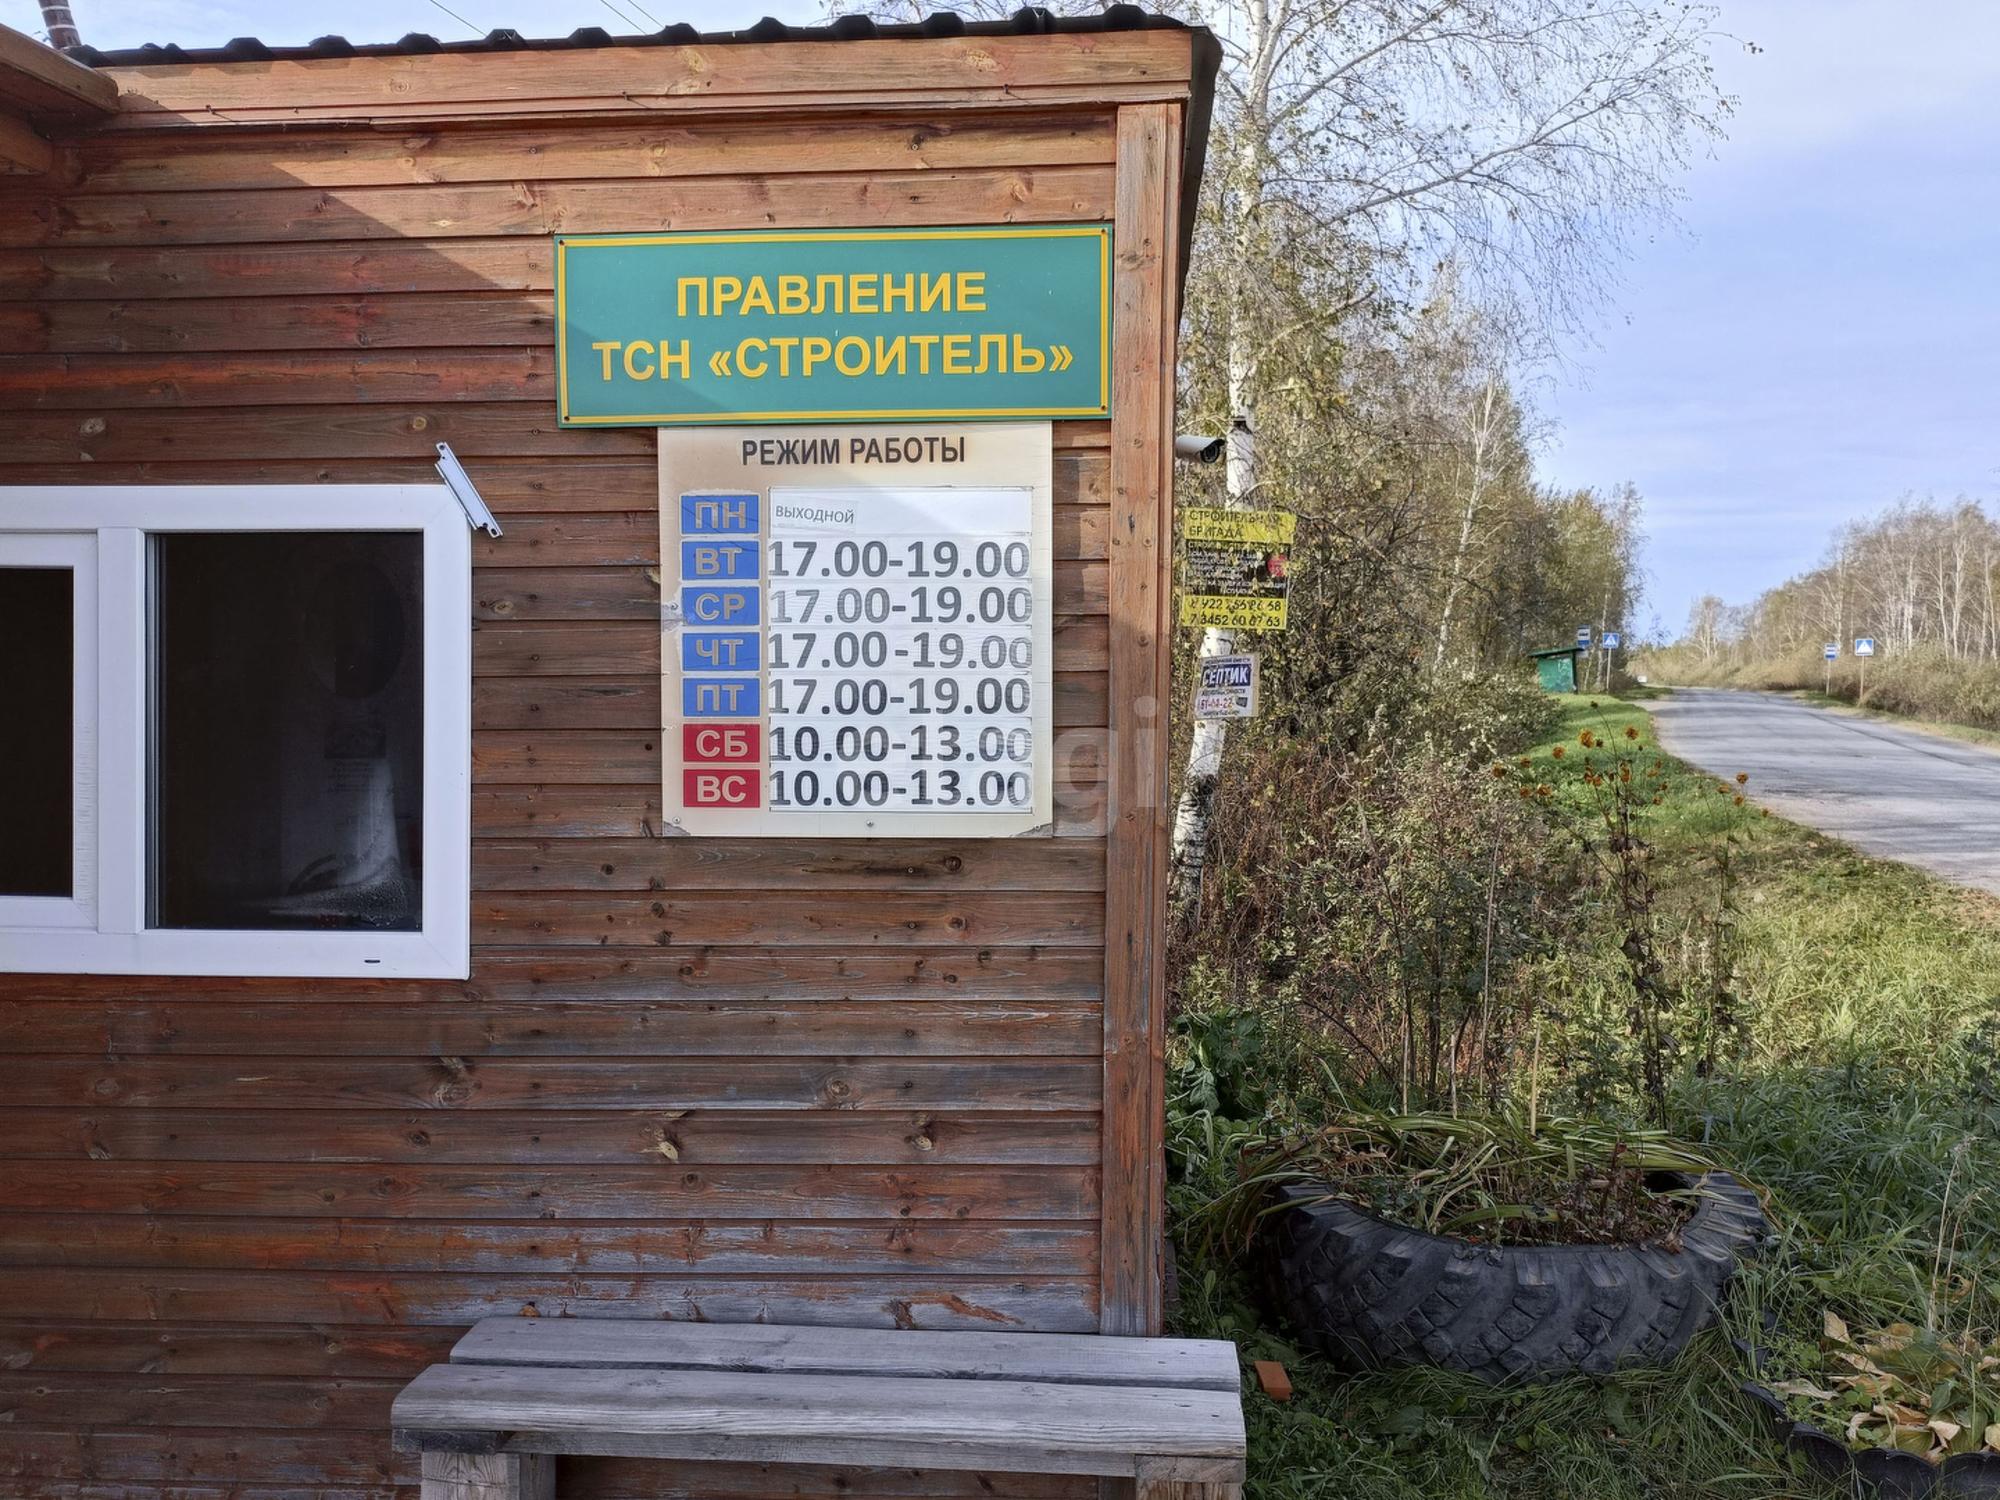 ПРАВЛЕНИЕ
ТСН «СТРОИТЕЛЬ»
РЕЖИМ РАБОТЫ
ПН ВЫХОДНОЙ
ВТ 17.00-19.00
СР 17.00-19.00
ЧТ 17.00-19.00
ПТ 17.00-19.00
СБ 10.00-13.00
ВС 10.00-13.00
СТРОИТЕЛЬНАЯ
БРИГАДА
СЕПТИК